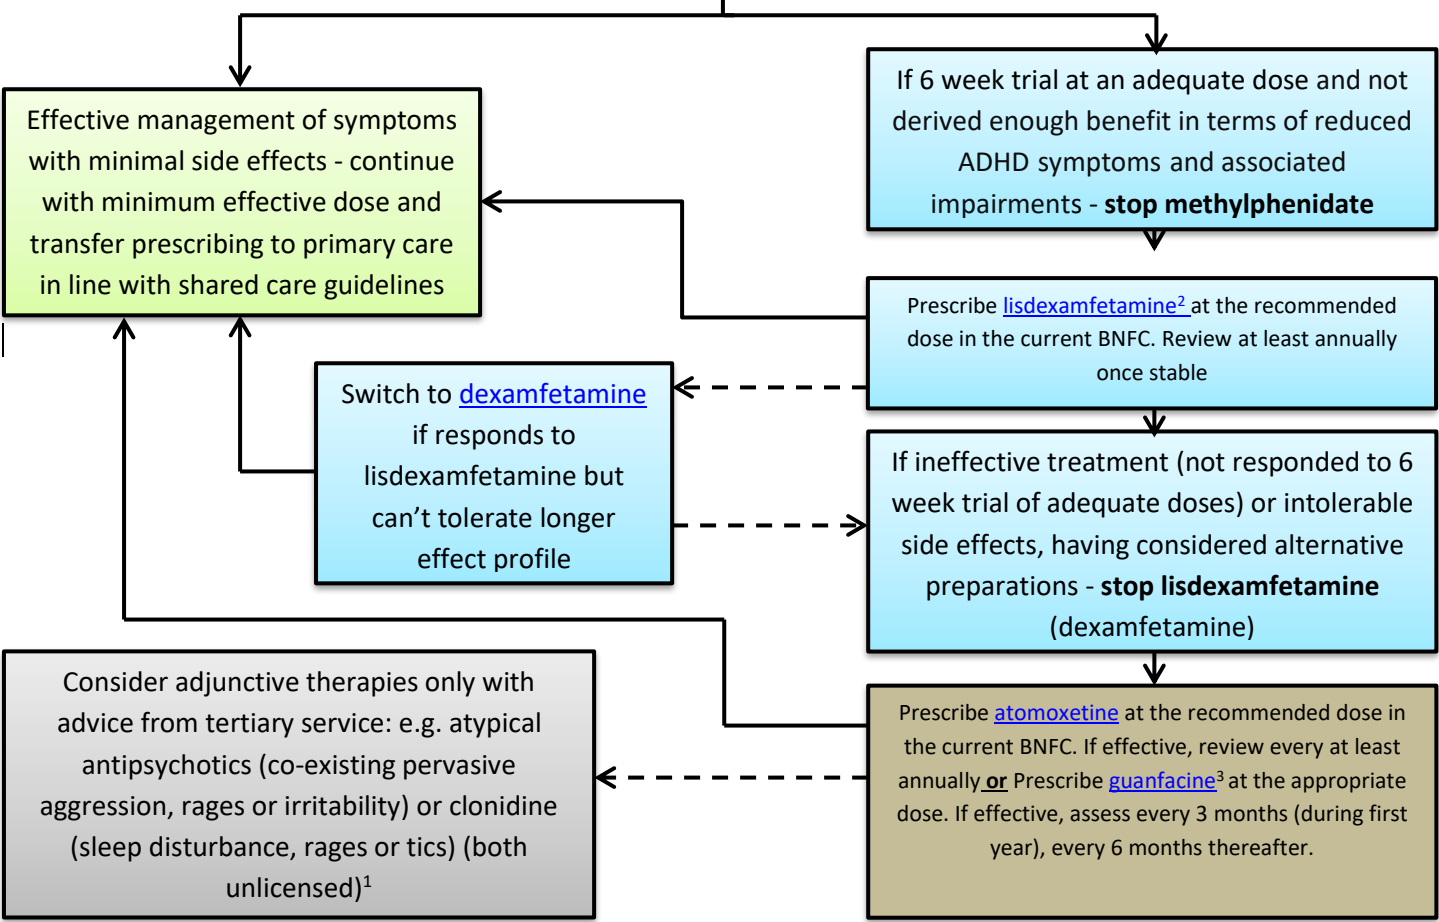 Effective management of symptoms
with minimal side effects - continue
with minimum effective dose and
transfer prescribing to primary care
in line with shared care guidelines
If 6 week trial at an adequate dose and not
derived enough benefit in terms of reduced
ADHD symptoms and associated
impairments - stop methylphenidate
Prescribe lisdexamfetamine² at the recommended
dose in the current BNFC. Review at least annually
once stable
Switch to dexamfetamine
if responds to
lisdexamfetamine but
can’t tolerate longer
effect profile
If ineffective treatment (not responded to 6
week trial of adequate doses) or intolerable
side effects, having considered alternative
preparations - stop lisdexamfetamine
(dexamfetamine)
Consider adjunctive therapies only with
advice from tertiary service: e.g. atypical
antipsychotics (co-existing pervasive
aggression, rages or irritability) or clonidine
(sleep disturbance, rages or tics) (both
unlicensed)¹
Prescribe atomoxetine at the recommended dose in
the current BNFC. If effective, review every at least
annually or Prescribe guanfacine³ at the appropriate
dose. If effective, assess every 3 months (during first
year), every 6 months thereafter.